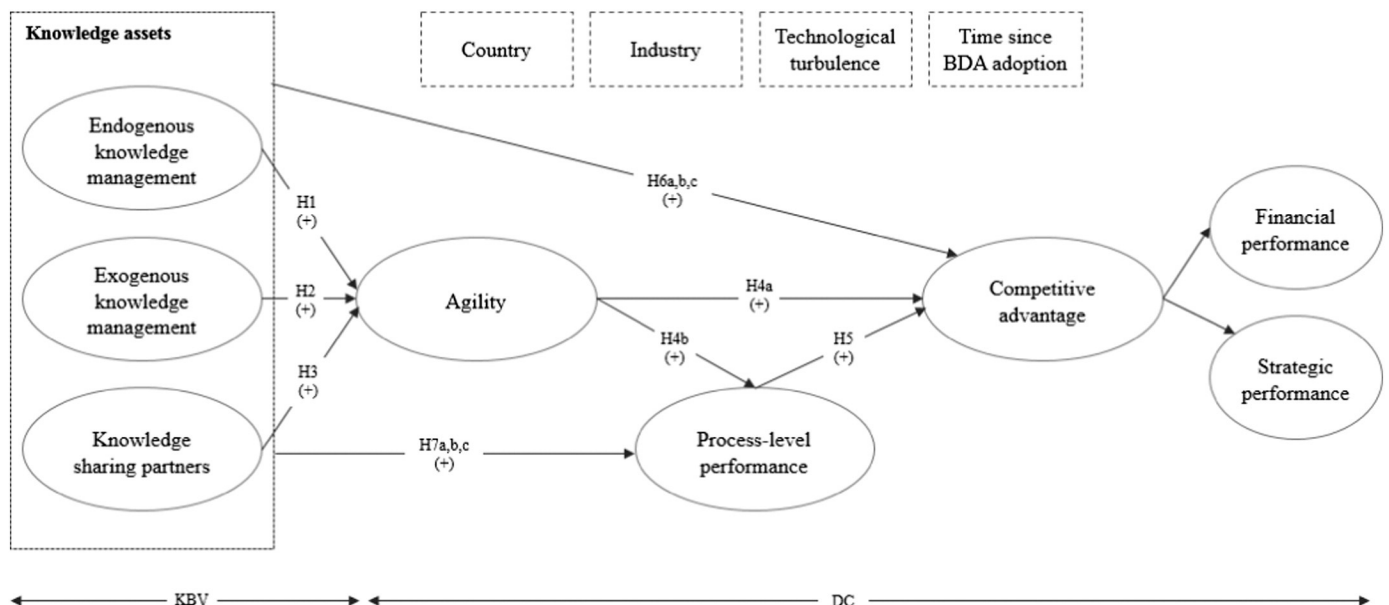 Knowledge assets
Country
Industry
Technological
turbulence
Time since
BDA adoption
Endogenous
knowledge
management
H1
(+)
H6a,b,c
(+)
Financial
performance
Exogenous
knowledge
management
H2
(+)
Agility
H4a
(+)
Competitive
advantage
H4b
(+)
H5
(+)
H3
(+)
Strategic
performance
Knowledge
sharing partners
H7a,b,c
(+)
Process-level
performance
KBV
DC